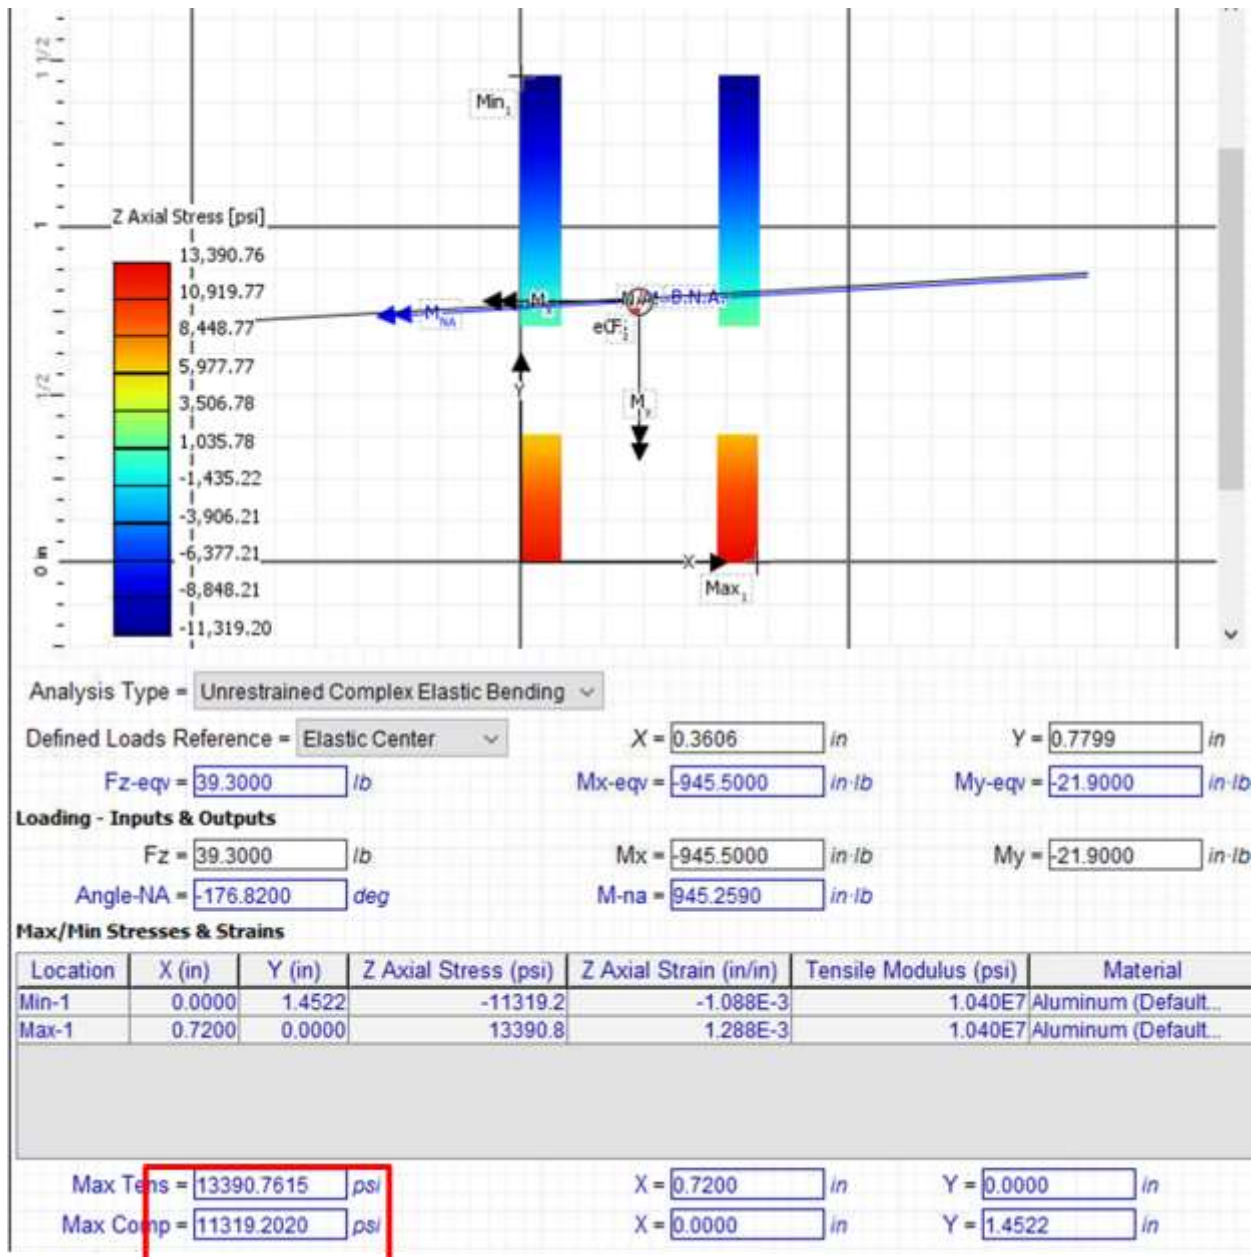 1 1/2
Min1
Z Axial Stress [psi]
1
13,390.76
10,919.77
8,448.77
5,977.77
3,506.78
1,035.78
-1,435.22
-3,906.21
-6,377.21
-8,848.21
-11,319.20
Mx
B.N.A.
MNA
Y
My
1/2
0 in
X
Max1
Analysis Type = Unrestrained Complex Elastic Bending
Defined Loads Reference = Elastic Center X = 0.3606 in Y = 0.7799 in
Fz-eqv = 39.3000 lb Mx-eqv = -945.5000 in·lb My-eqv = -21.9000 in·lb
Loading - Inputs & Outputs
Fz = 39.3000 lb Mx = -945.5000 in·lb My = -21.9000 in·lb
Angle-NA = -176.8200 deg M-na = 945.2590 in·lb
Max/Min Stresses & Strains
Location X (in) Y (in) Z Axial Stress (psi) Z Axial Strain (in/in) Tensile Modulus (psi) Material
Min-1 0.0000 1.4522 -11319.2 -1.088E-3 1.040E7 Aluminum (Default...
Max-1 0.7200 0.0000 13390.8 1.288E-3 1.040E7 Aluminum (Default...
Max Tens = 13390.7615 psi X = 0.7200 in Y = 0.0000 in
Max Comp = 11319.2020 psi X = 0.0000 in Y = 1.4522 in